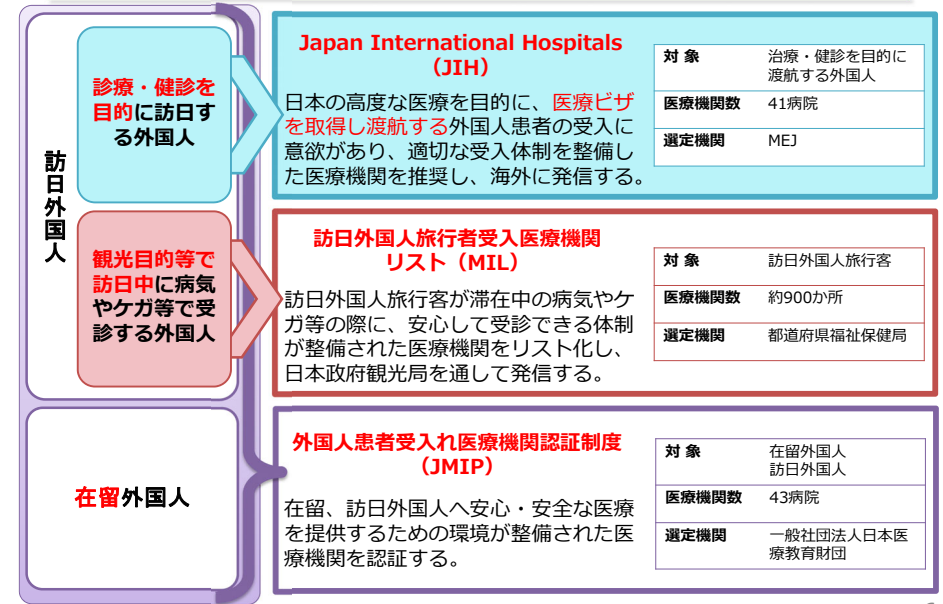 訪日外国人
診療・健診を
目的に訪日す
る外国人
Japan International Hospitals
（JIH）
日本の高度な医療を目的に、医療ビザ
を取得し渡航する外国人患者の受入に
意欲があり、適切な受入体制を整備し
た医療機関を推奨し、海外に発信する。
対 象
治療・健診を目的に
渡航する外国人
医療機関数
41病院
選定機関
MEJ
観光目的等で
訪日中に病気
やケガ等で受
診する外国人
訪日外国人旅行者受入医療機関
リスト（MIL）
訪日外国人旅行客が滞在中の病気やケ
ガ等の際に、安心して受診できる体制
が整備された医療機関をリスト化し、
日本政府観光局を通して発信する。
対 象
訪日外国人旅行客
医療機関数
約900か所
選定機関
都道府県福祉保健局
在留外国人
外国人患者受入れ医療機関認証制度
（JMIP）
在留、訪日外国人へ安心・安全な医療
を提供するための環境が整備された医
療機関を認証する。
対 象
在留外国人
訪日外国人
医療機関数
43病院
選定機関
一般社団法人日本医
療教育財団